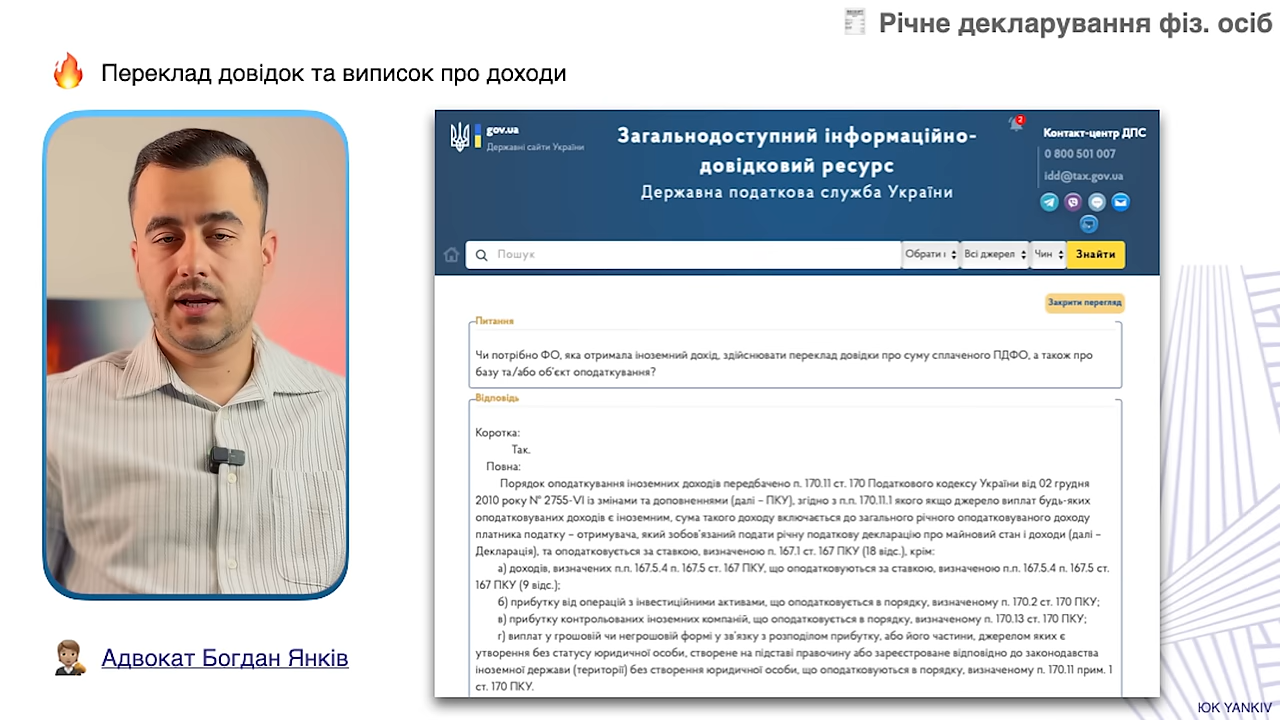 Річне декларування фіз. осіб
Переклад довідок та виписок про доходи
gov.ua
Державні сайти України
Загальнодоступний інформаційно-
довідковий ресурс
Державна податкова служба України
2
Контакт-центр ДПС
0 800 501 007
idd@tax.gov.ua
Пошук
Обрати і
Всі джерел
Чин
Знайти
Закрити перегляд
Питання
Чи потрібно ФО, яка отримала іноземний дохід, здійснювати переклад довідки про суму сплаченого ПДФО, а також про
базу та/або об'єкт оподаткування?
Відповідь
Коротка:
Так.
Повна:
Порядок оподаткування іноземних доходів передбачено п. 170.11 ст. 170 Податкового кодексу України від 02 грудня
2010 року № 2755-VI із змінами та доповненнями (далі – ПКУ), згідно з п.п. 170.11.1 якого якщо джерело виплат будь-яких
оподатковуваних доходів є іноземним, сума такого доходу включається до загального річного оподатковуваного доходу
платника податку – отримувача, який зобов'язаний подати річну податкову декларацію про майновий стан і доходи (далі –
Декларація), та оподатковується за ставкою, визначеною п. 167.1 ст. 167 ПКУ (18 відс.), крім:
а) доходів, визначених п.п. 167.5.4 п. 167.5 ст. 167 ПКУ, що оподатковуються за ставкою, визначеною п.п. 167.5.4 п. 167.5 ст.
167 ПКУ (9 відс.);
б) прибутку від операцій з інвестиційними активами, що оподатковується в порядку, визначеному п. 170.2 ст. 170 ПКУ;
в) прибутку контрольованих іноземних компаній, що оподатковується в порядку, визначеному п. 170.13 ст. 170 ПКУ;
г) виплат у грошовій чи негрошовій формі у зв'язку з розподілом прибутку, або його частини, джерелом яких є
утворення без статусу юридичної особи, створене на підставі правочину або зареєстроване відповідно до законодавства
іноземної держави (території) без створення юридичної особи, що оподатковуються в порядку, визначеному п. 170.11 прим. 1
ст. 170 ПКУ.
Адвокат Богдан Янків
ЮК YANKIV